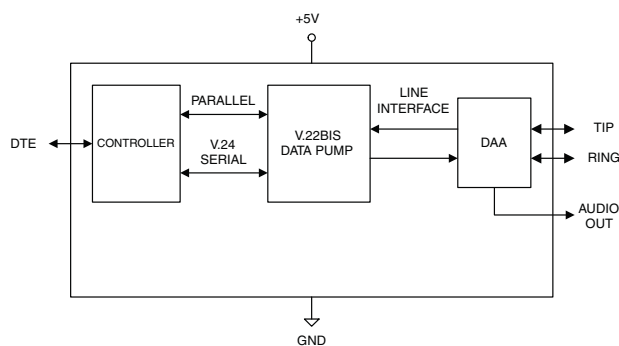 +5V
PARALLEL
LINE
INTERFACE
DTE
CONTROLLER
V.24
SERIAL
V.22BIS
DATA PUMP
DAA
TIP
RING
AUDIO
OUT
GND